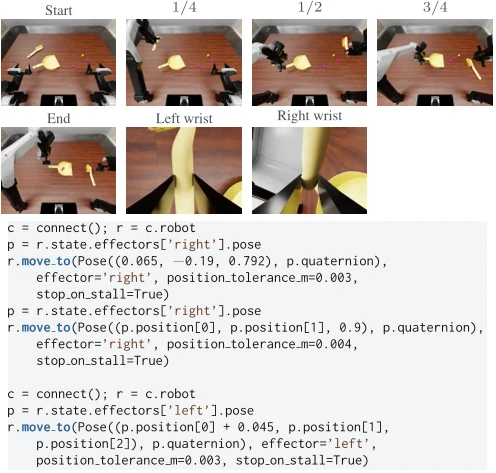 Start
1/4
1/2
3/4
End
Left wrist
Right wrist
c = connect(); r = c.robot
p = r.state.effectors['right'].pose
r.move_to(Pose((0.065, −0.19, 0.792), p.quaternion),
effector='right', position_tolerance_m=0.003,
stop_on_stall=True)
p = r.state.effectors['right'].pose
r.move_to(Pose((p.position[0], p.position[1], 0.9), p.quaternion),
effector='right', position_tolerance_m=0.004,
stop_on_stall=True)
c = connect(); r = c.robot
p = r.state.effectors['left'].pose
r.move_to(Pose((p.position[0] + 0.045, p.position[1],
p.position[2]), p.quaternion), effector='left',
position_tolerance_m=0.003, stop_on_stall=True)